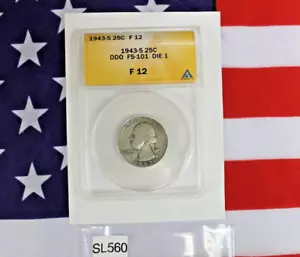 1943-S 25C F 12
1943-S 25C
DDO FS-101 DIE 1
F 12
SL560